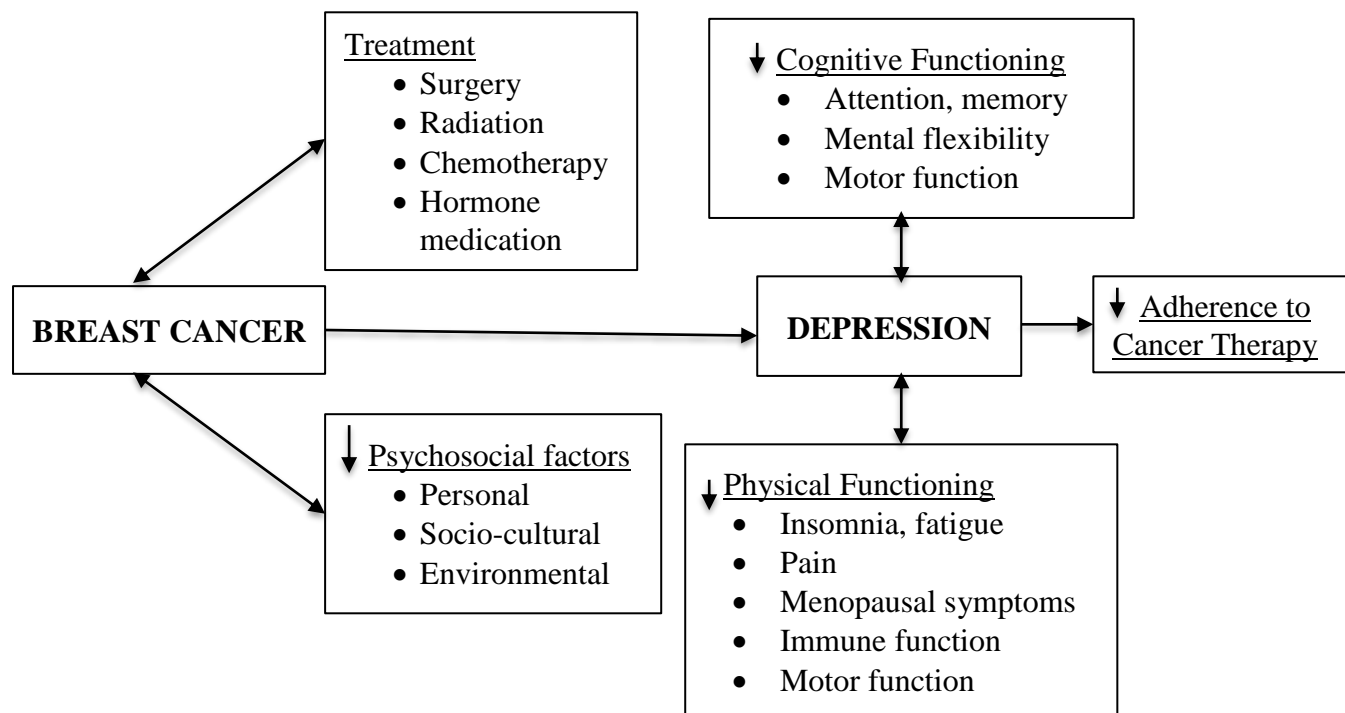 Treatment
• Surgery
• Radiation
• Chemotherapy
• Hormone
medication
↓ Cognitive Functioning
• Attention, memory
• Mental flexibility
• Motor function
BREAST CANCER
DEPRESSION
↓ Adherence to
Cancer Therapy
↓ Psychosocial factors
• Personal
• Socio-cultural
• Environmental
↓ Physical Functioning
• Insomnia, fatigue
• Pain
• Menopausal symptoms
• Immune function
• Motor function